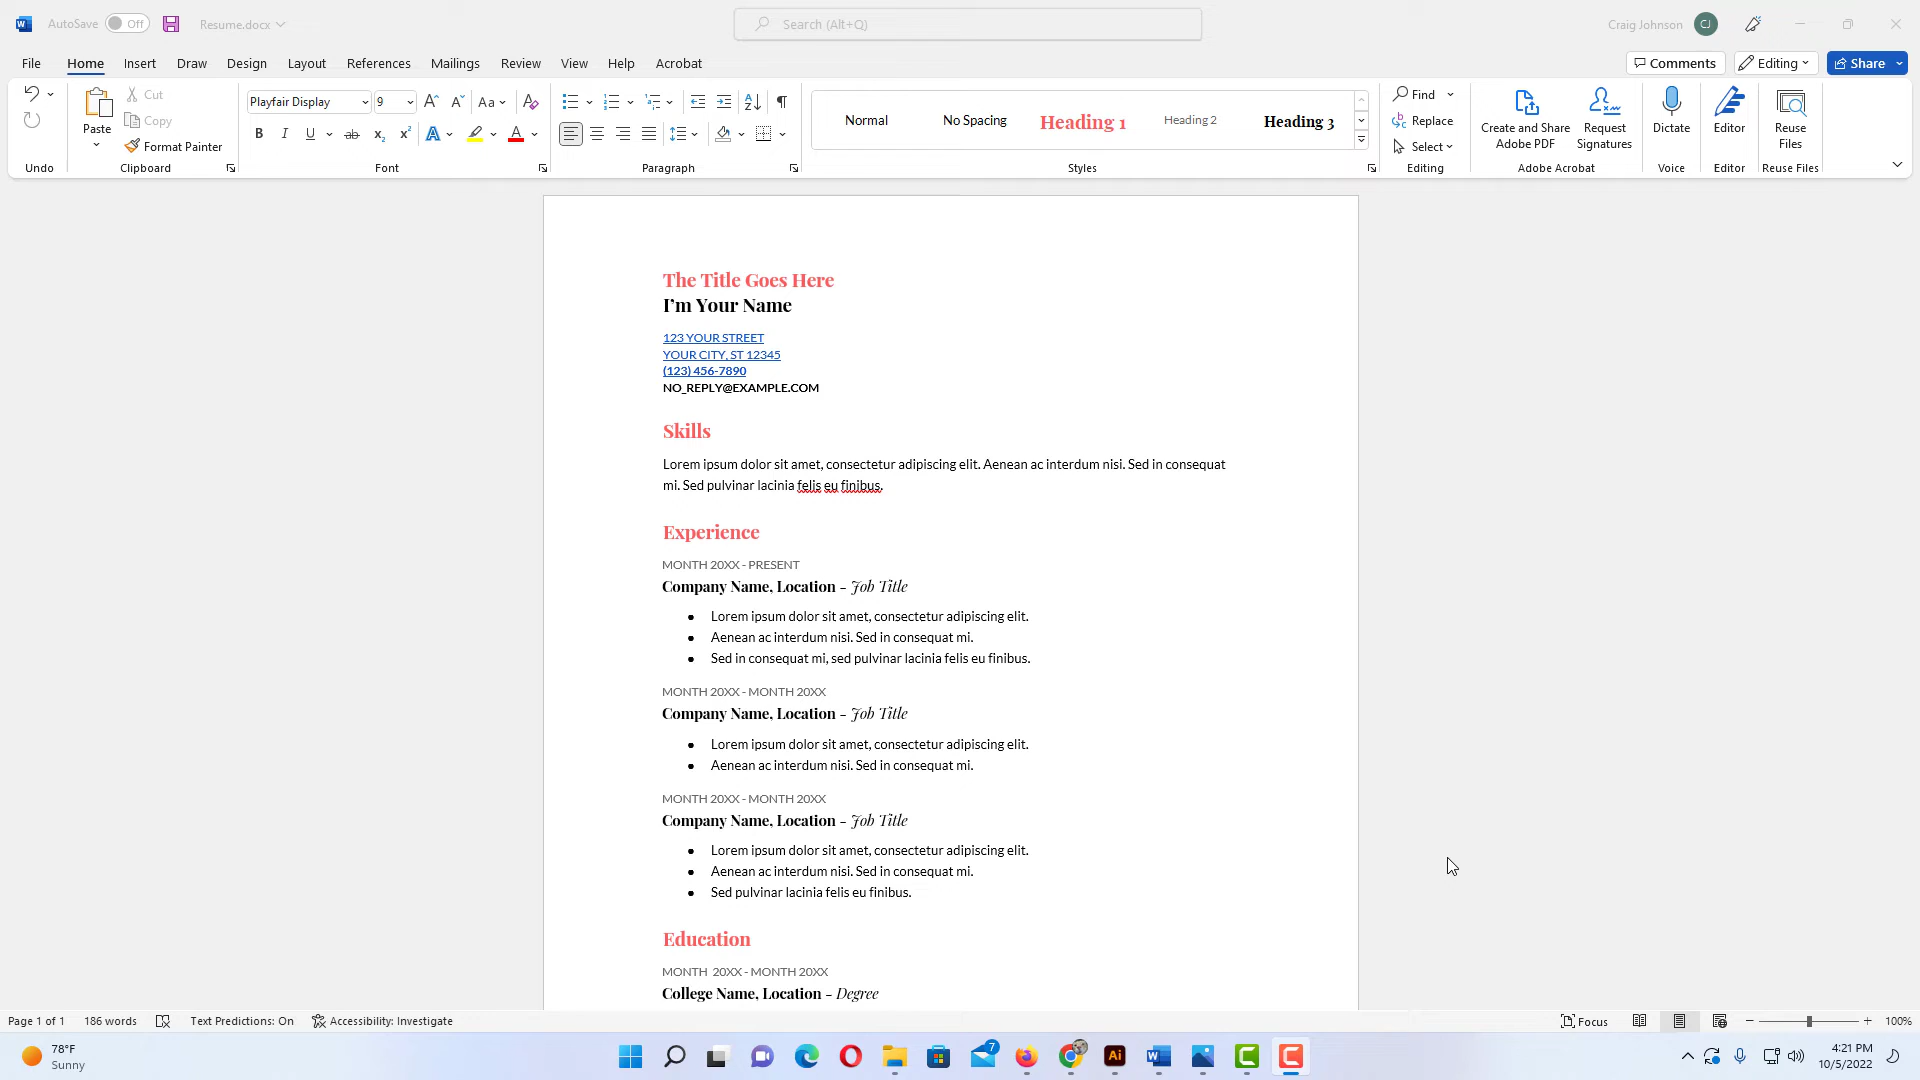 AutoSave Off Resume.docx Search (Alt+Q) Craig Johnson CJ
File Home Insert Draw Design Layout References Mailings Review View Help Acrobat Comments Editing Share
Undo
Paste
Cut
Copy
Format Painter
Clipboard
Playfair Display 9
Font
Paragraph
Normal No Spacing Heading 1 Heading 2 Heading 3
Styles
Find
Replace
Select
Editing
Create and Share
Adobe PDF
Request
Signatures
Adobe Acrobat
Dictate
Voice
Editor
Editor
Reuse
Files
Reuse Files
The Title Goes Here
I'm Your Name
123 YOUR STREET
YOUR CITY, ST 12345
(123) 456-7890
NO_REPLY@EXAMPLE.COM
Skills
Lorem ipsum dolor sit amet, consectetur adipiscing elit. Aenean ac interdum nisi. Sed in consequat
mi. Sed pulvinar lacinia felis eu finibus.
Experience
MONTH 20XX - PRESENT
Company Name, Location - Job Title
● Lorem ipsum dolor sit amet, consectetur adipiscing elit.
● Aenean ac interdum nisi. Sed in consequat mi.
● Sed in consequat mi, sed pulvinar lacinia felis eu finibus.
MONTH 20XX - MONTH 20XX
Company Name, Location - Job Title
● Lorem ipsum dolor sit amet, consectetur adipiscing elit.
● Aenean ac interdum nisi. Sed in consequat mi.
MONTH 20XX - MONTH 20XX
Company Name, Location - Job Title
● Lorem ipsum dolor sit amet, consectetur adipiscing elit.
● Aenean ac interdum nisi. Sed in consequat mi.
● Sed pulvinar lacinia felis eu finibus.
Education
MONTH 20XX - MONTH 20XX
College Name, Location - Degree
Page 1 of 1 186 words Text Predictions: On Accessibility: Investigate Focus 100%
78°F
Sunny
7
Ai
4:21 PM
10/5/2022